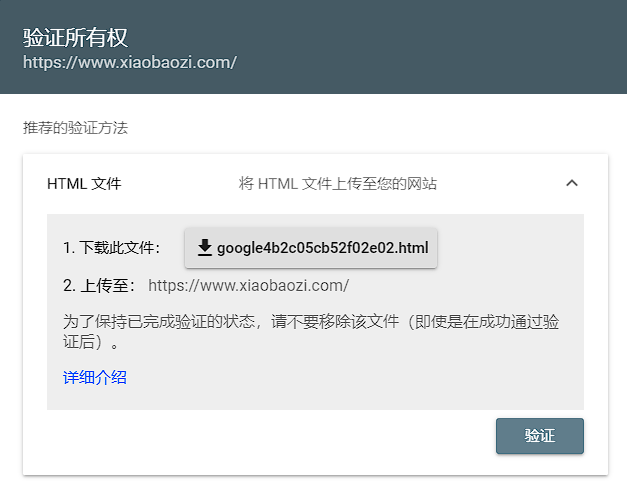 验证所有权
https://www.xiaobaozi.com/
推荐的验证方法
HTML 文件 将 HTML 文件上传至您的网站
1. 下载此文件： google4b2c05cb52f02e02.html
2. 上传至： https://www.xiaobaozi.com/
为了保持已完成验证的状态，请不要移除该文件（即使是在成功通过验
证后）。
详细介绍
验证